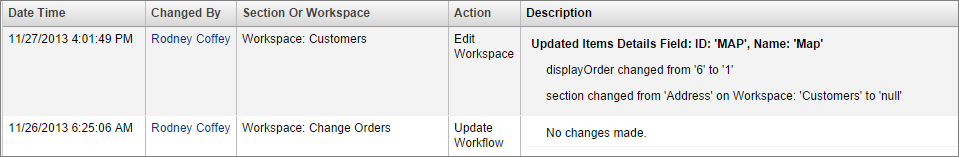 Date Time Changed By Section Or Workspace Action Description
11/27/2013 4:01:49 PM Rodney Coffey Workspace: Customers Edit
Workspace
Updated Items Details Field: ID: 'MAP', Name: 'Map'
displayOrder changed from '6' to '1'
section changed from 'Address' on Workspace: 'Customers' to 'null'
11/26/2013 6:25:06 AM Rodney Coffey Workspace: Change Orders Update
Workflow
No changes made.